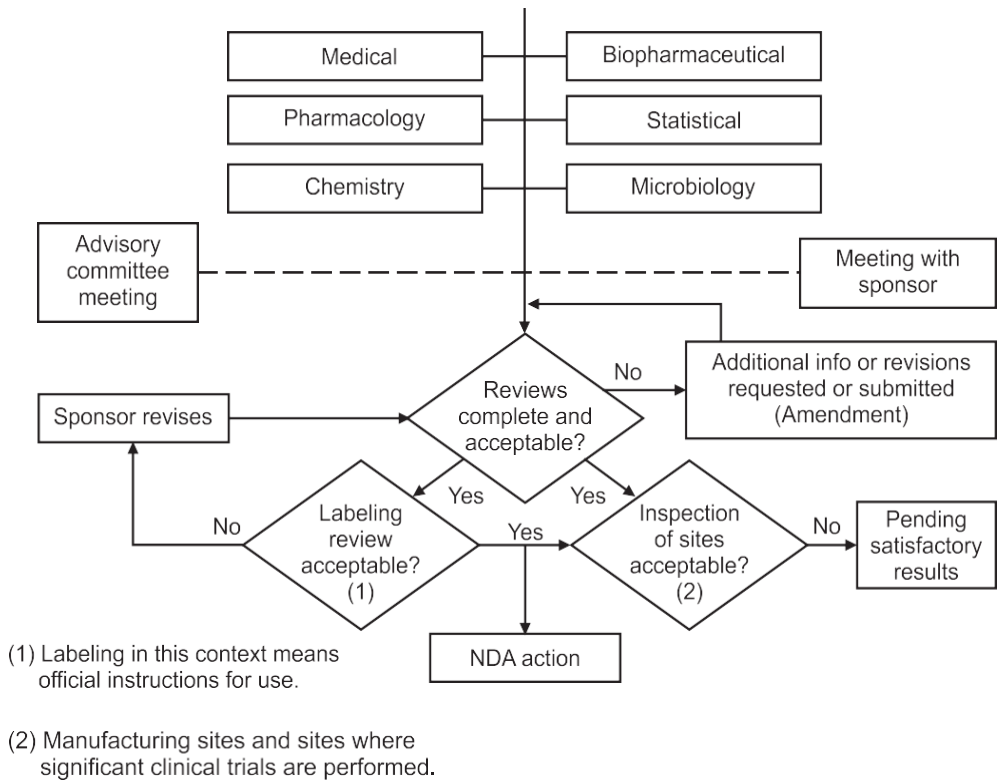 Medical
Biopharmaceutical
Pharmacology
Statistical
Chemistry
Microbiology
Advisory
committee
meeting
Meeting with
sponsor
No
Additional info or revisions
requested or submitted
(Amendment)
Reviews
complete and
acceptable?
Sponsor revises
Yes
Yes
No
Labeling
review
acceptable?
(1)
Yes
Inspection
of sites
acceptable?
(2)
No
Pending
satisfactory
results
NDA action
(1) Labeling in this context means
official instructions for use.
(2) Manufacturing sites and sites where
significant clinical trials are performed.